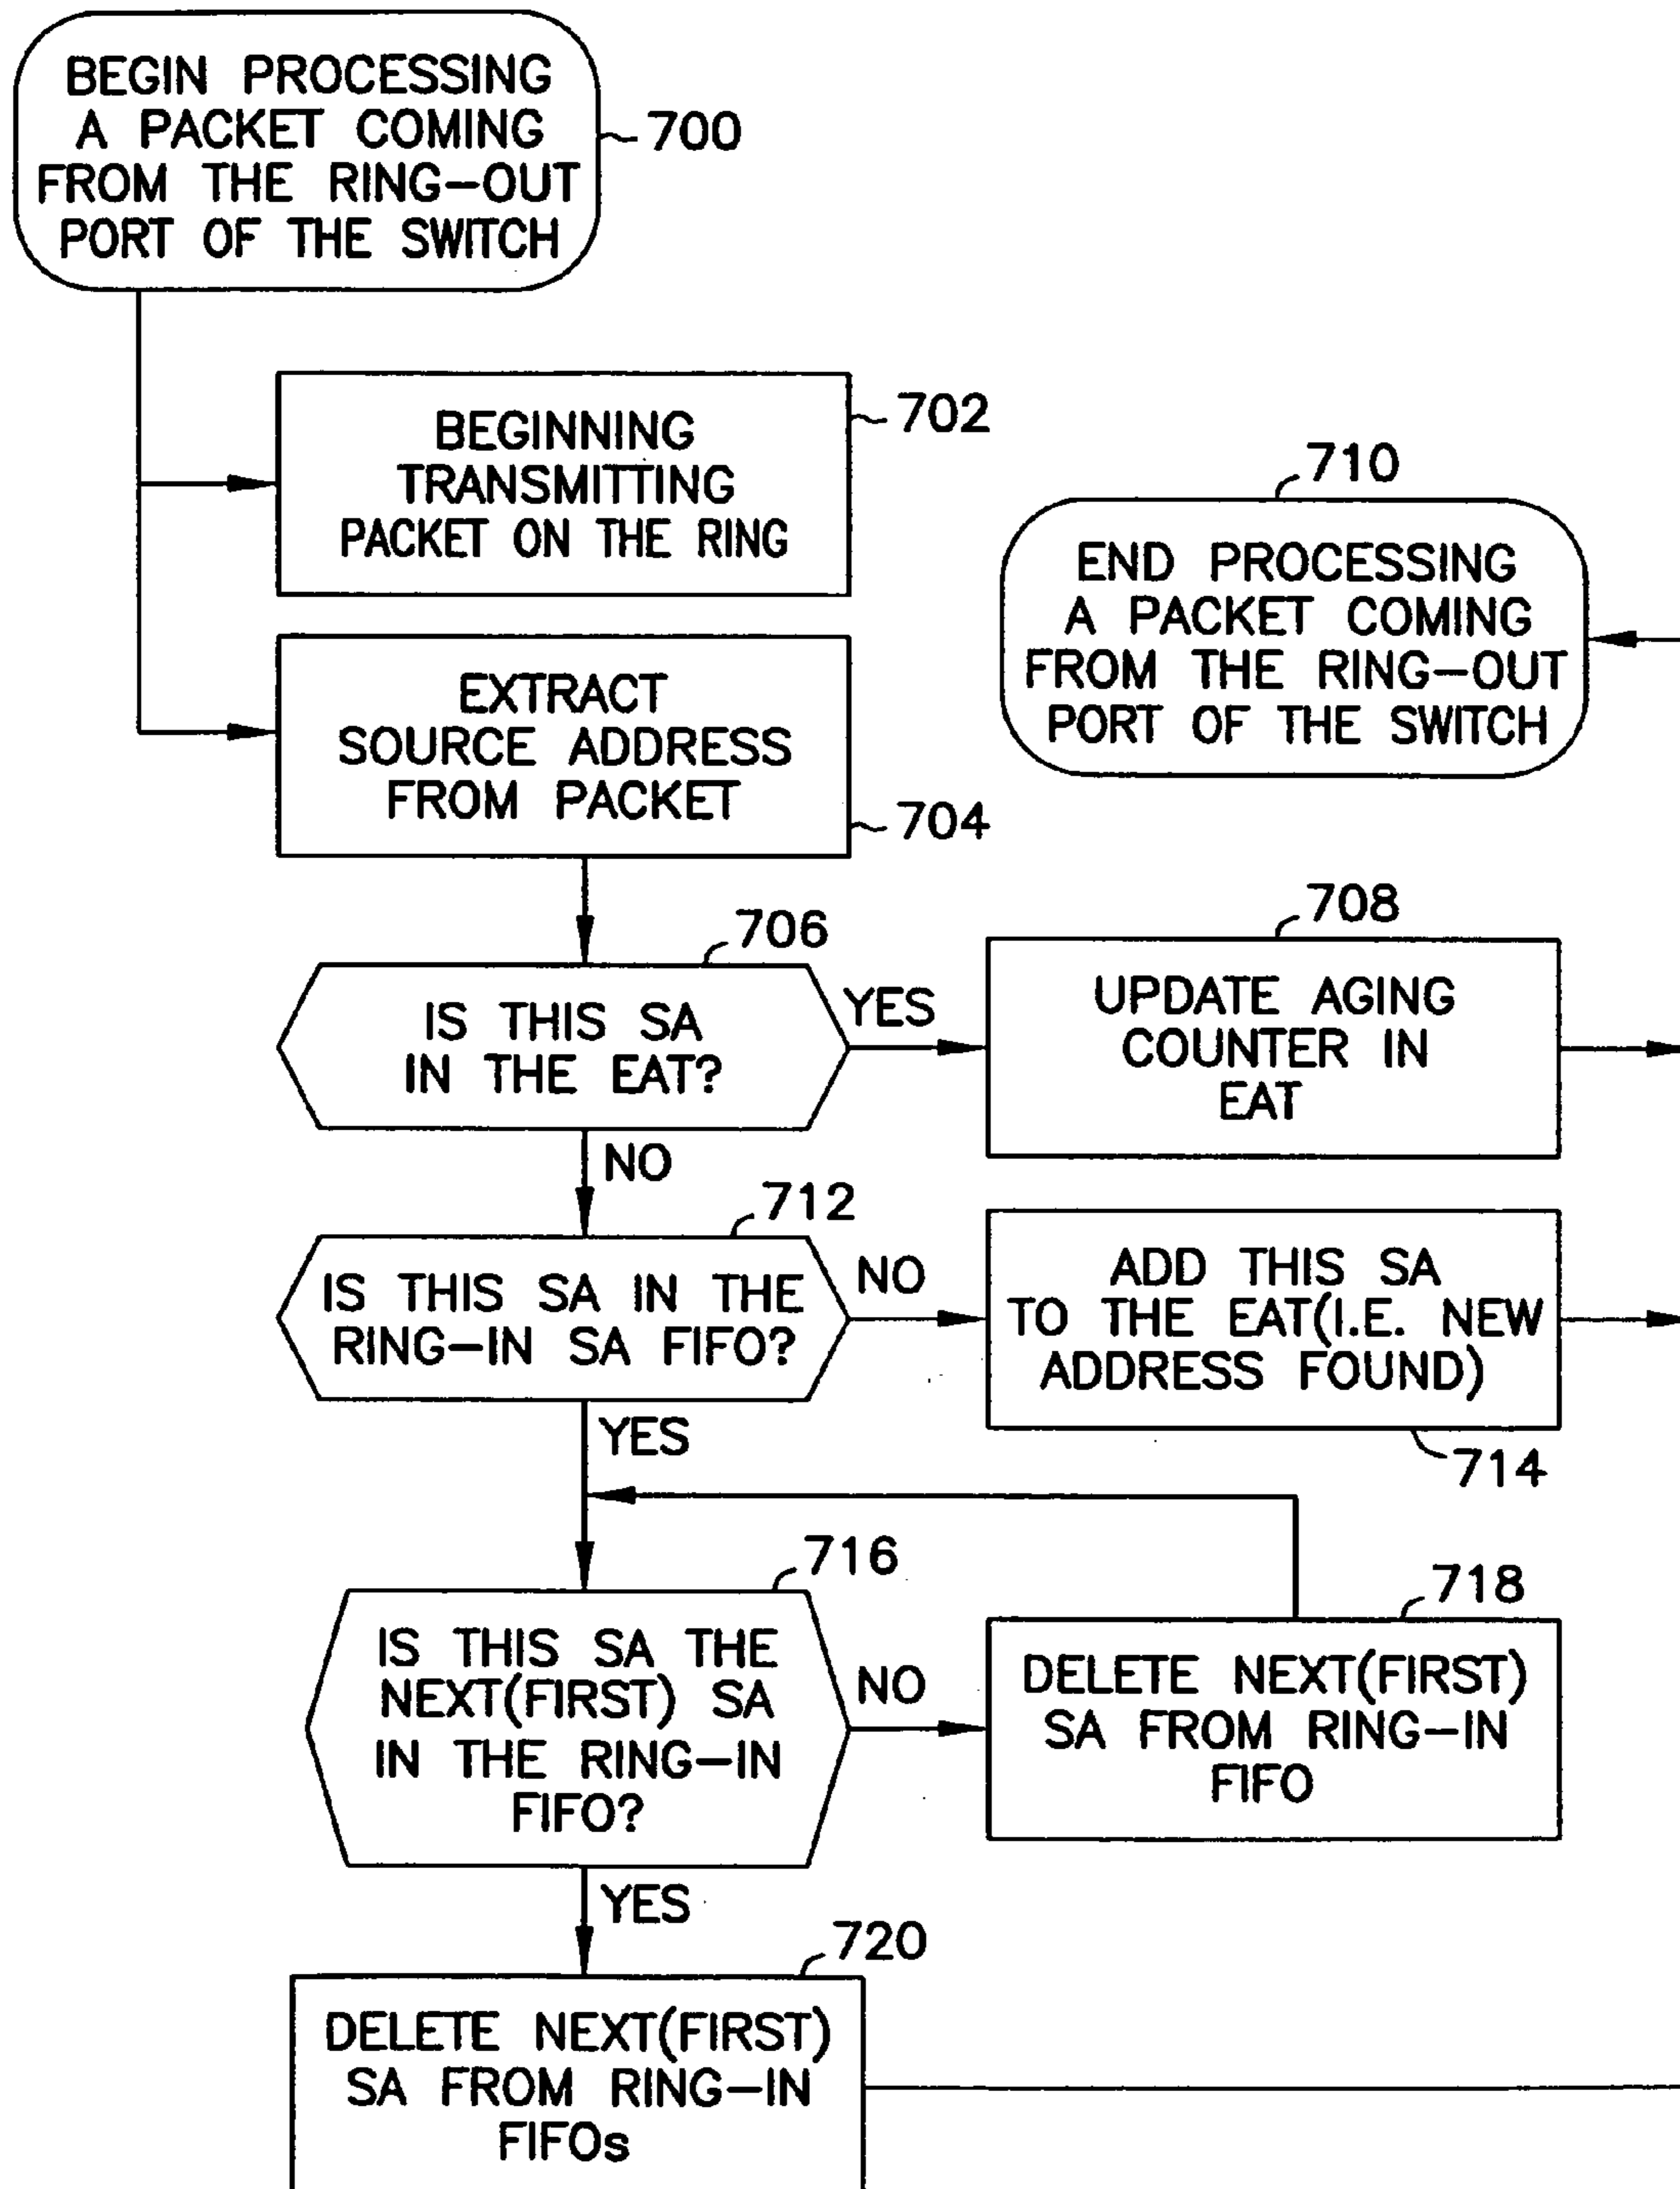 BEGIN PROCESSING
A PACKET COMING
FROM THE RING-OUT
PORT OF THE SWITCH
700
BEGINNING
TRANSMITTING
PACKET ON THE RING
702
710
END PROCESSING
A PACKET COMING
FROM THE RING-OUT
PORT OF THE SWITCH
EXTRACT
SOURCE ADDRESS
FROM PACKET
704
706
IS THIS SA
IN THE EAT?
YES
708
UPDATE AGING
COUNTER IN
EAT
NO
712
IS THIS SA IN THE
RING-IN SA FIFO?
NO
ADD THIS SA
TO THE EAT(I.E. NEW
ADDRESS FOUND)
714
YES
716
IS THIS SA THE
NEXT(FIRST) SA
IN THE RING-IN
FIFO?
NO
718
DELETE NEXT(FIRST)
SA FROM RING-IN
FIFO
YES
720
DELETE NEXT(FIRST)
SA FROM RING-IN
FIFOs